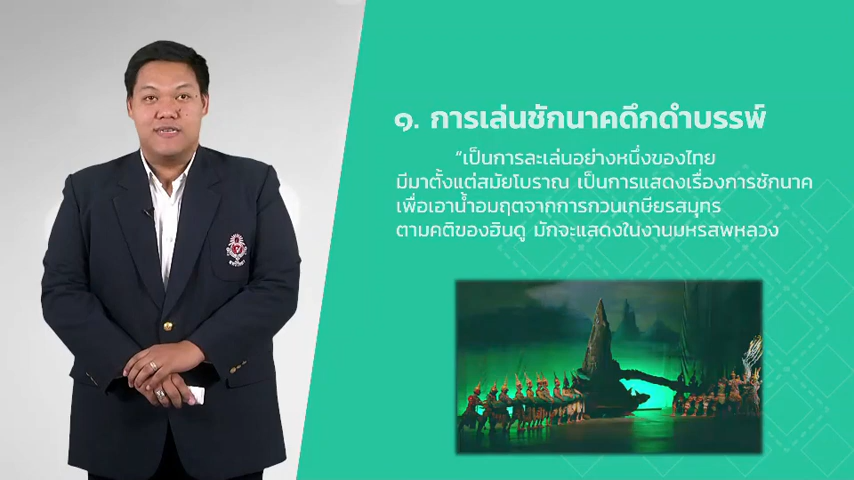 ๑. การเล่นชักนาคดึกดำบรรพ์
“เป็นการละเล่นอย่างหนึ่งของไทย
มีมาตั้งแต่สมัยโบราณ เป็นการแสดงเรื่องการชักนาค
เพื่อเอาน้ำอมฤตจากการกวนเกษียรสมุทร
ตามคติของฮินดู มักจะแสดงในงานมหรสพหลวง